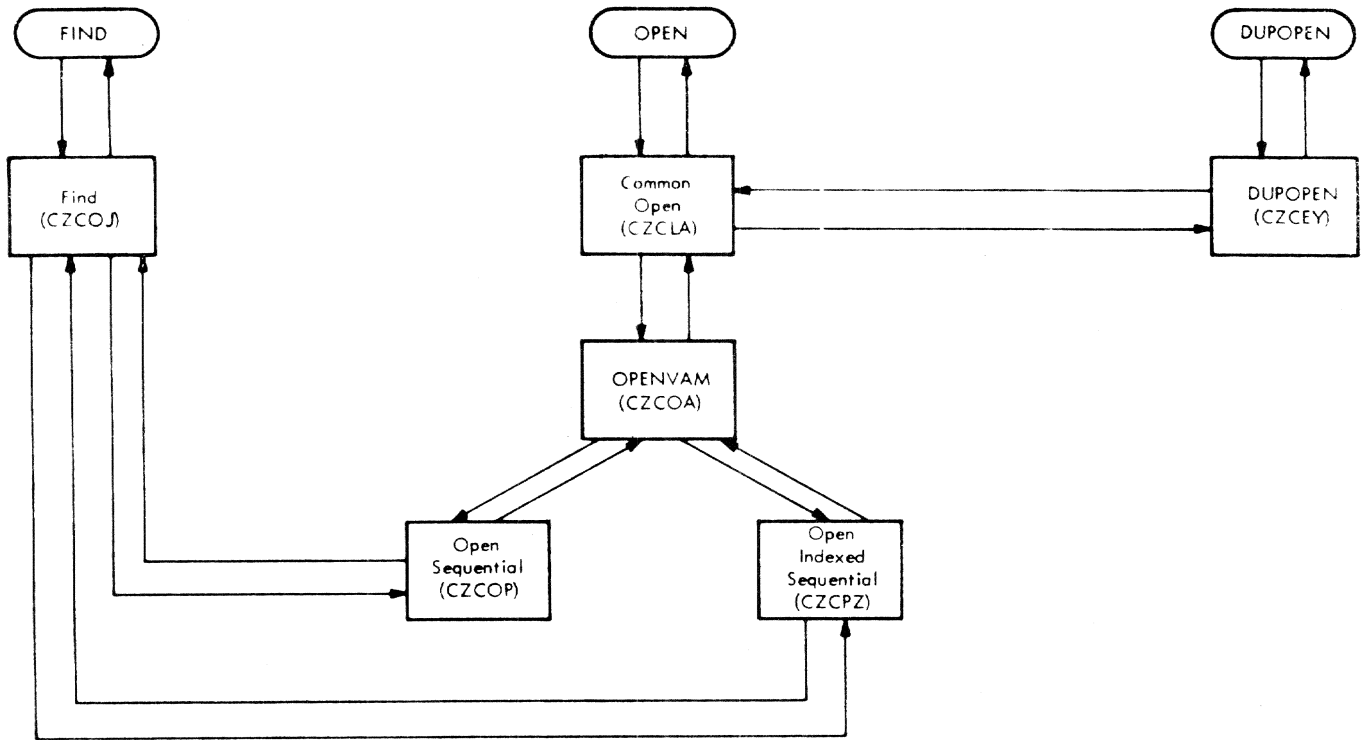 FIND
OPEN
DUPOPEN
Find
(CZCOJ)
Common
Open
(CZCLA)
DUPOPEN
(CZCEY)
OPENVAM
(CZCOA)
Open
Sequential
(CZCOP)
Open
Indexed
Sequential
(CZCPZ)